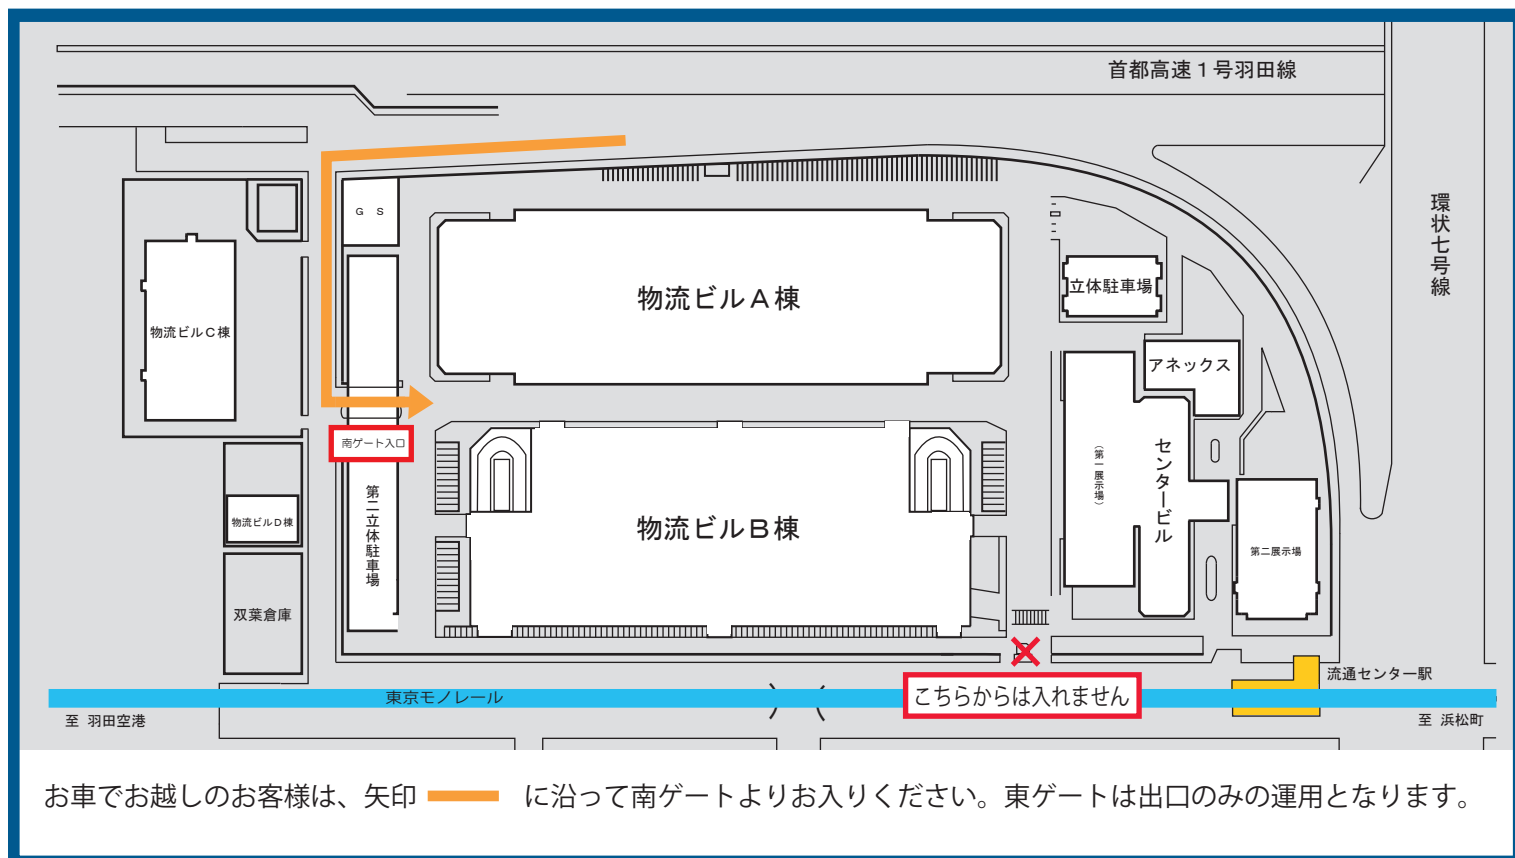 首都高速１号羽田線
環状七号線
ＧＳ
物流ビルＡ棟
立体駐車場
物流ビルＣ棟
アネックス
南ゲート入口
（第一展示場）
センタービル
第二立体駐車場
物流ビルＤ棟
物流ビルＢ棟
第二展示場
双葉倉庫
流通センター駅
東京モノレール
こちらからは入れません
至 羽田空港
至 浜松町
お車でお越しのお客様は、矢印 に沿って南ゲートよりお入りください。東ゲートは出口のみの運用となります。